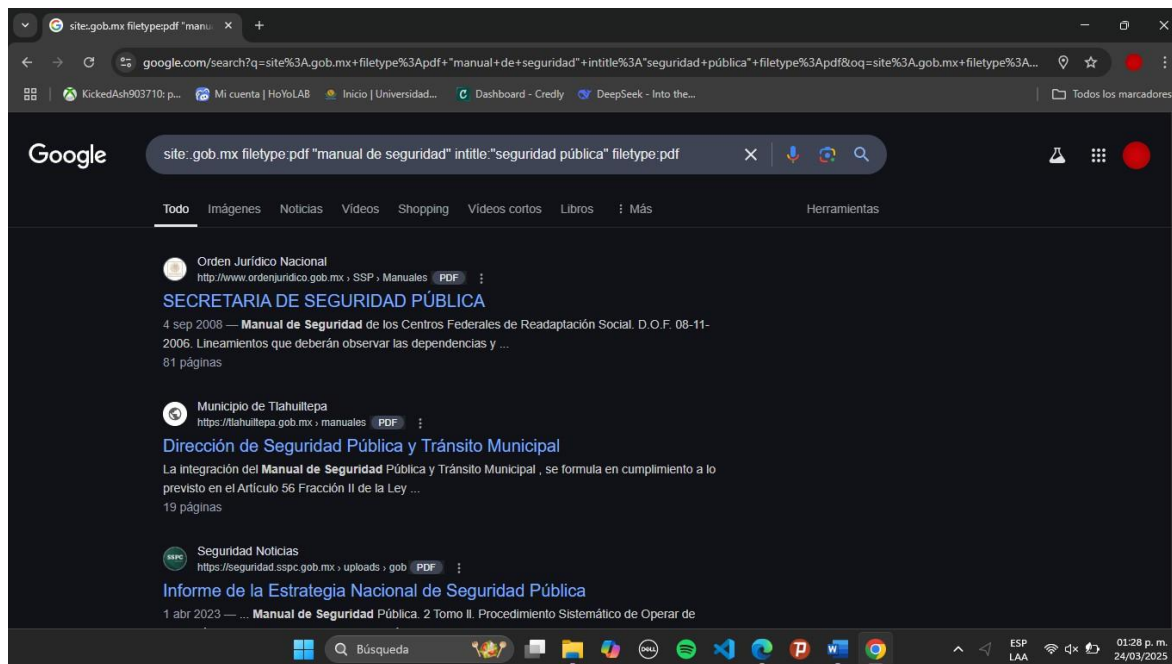 site:.gob.mx filetype:pdf "manu
google.com/search?q=site%3A.gob.mx+filetype%3Apdf+"manual+de+seguridad"+intitle%3A"seguridad+pública"+filetype%3Apdf&oq=site%3A.gob.mx+filetype%3A...
KickedAsh903710: p... Mi cuenta | HoYoLAB Inicio | Universidad... Dashboard - Credly DeepSeek - Into the... Todos los marcadores
Google site:.gob.mx filetype:pdf "manual de seguridad" intitle:"seguridad pública" filetype:pdf
Todo Imágenes Noticias Vídeos Shopping Vídeos cortos Libros Más Herramientas
Orden Jurídico Nacional
http://www.ordenjuridico.gob.mx › SSP › Manuales PDF
SECRETARIA DE SEGURIDAD PÚBLICA
4 sep 2008 — Manual de Seguridad de los Centros Federales de Readaptación Social. D.O.F. 08-11-
2006. Lineamientos que deberán observar las dependencias y ...
81 páginas
Municipio de Tlahuiltepa
https://tlahuiltepa.gob.mx › manuales PDF
Dirección de Seguridad Pública y Tránsito Municipal
La integración del Manual de Seguridad Pública y Tránsito Municipal , se formula en cumplimiento a lo
previsto en el Artículo 56 Fracción II de la Ley ...
19 páginas
SSPC
Seguridad Noticias
https://seguridad.sspc.gob.mx › uploads › gob PDF
Informe de la Estrategia Nacional de Seguridad Pública
1 abr 2023 — ... Manual de Seguridad Pública. 2 Tomo II. Procedimiento Sistemático de Operar de
Búsqueda DELL ESP 01:28 p. m.
LAA 24/03/2025